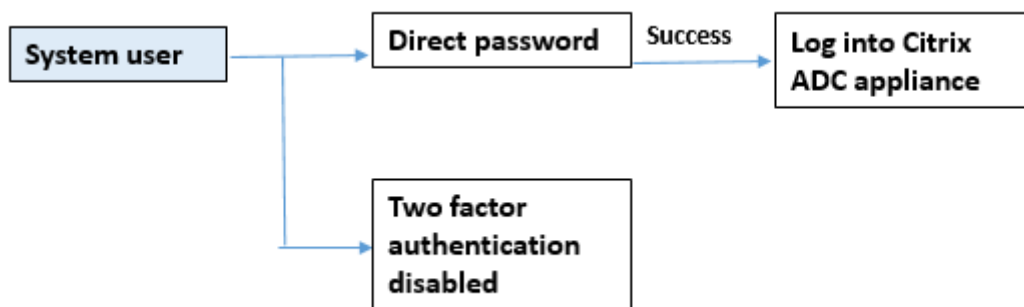 System user
Direct password
Success
Log into Citrix
ADC appliance
Two factor
authentication
disabled